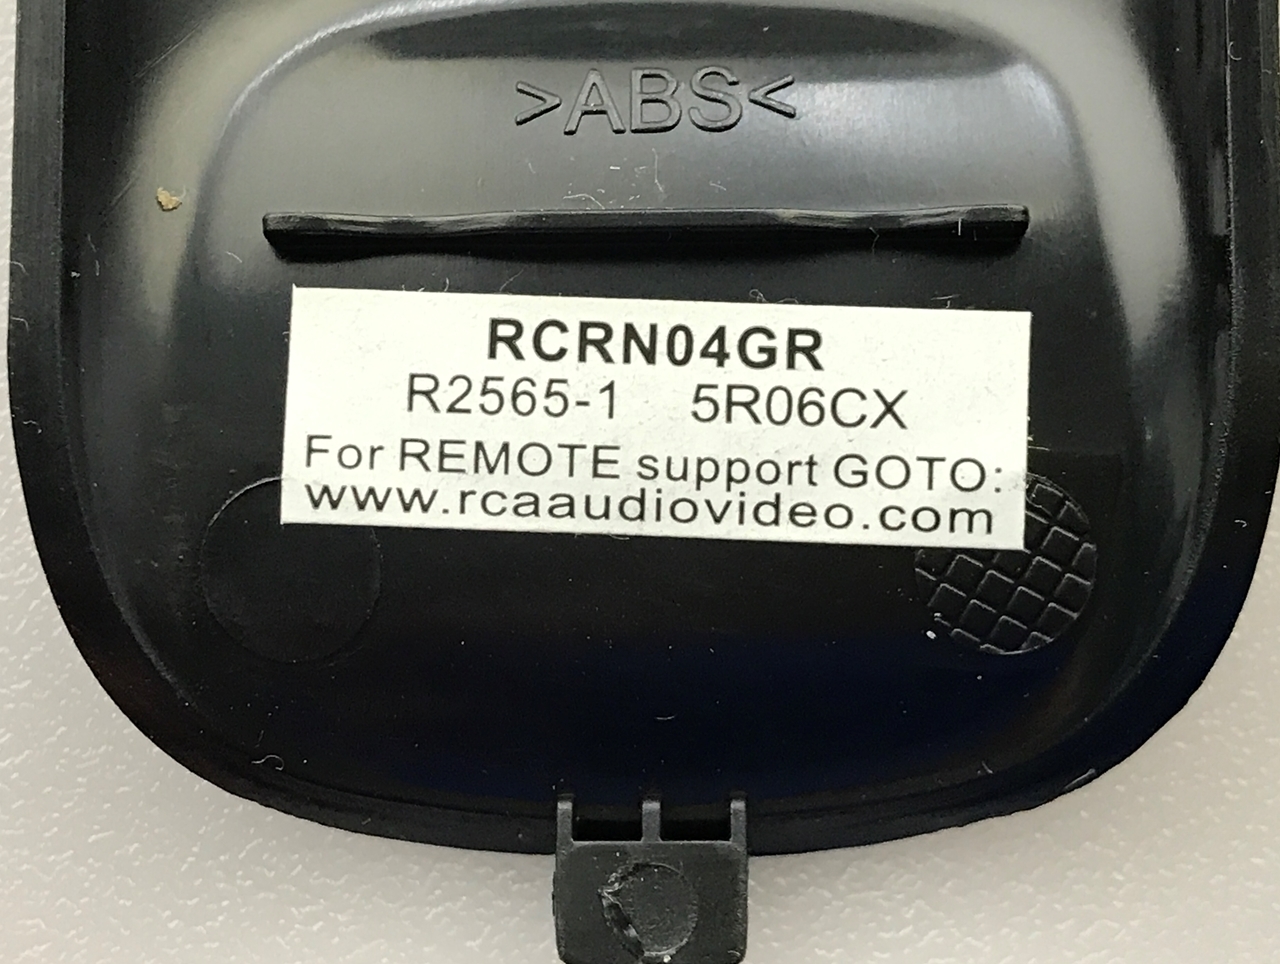 >ABS<
RCRN04GR
R2565-1 5R06CX
For REMOTE support GOTO:
www.rcaaudiovideo.com